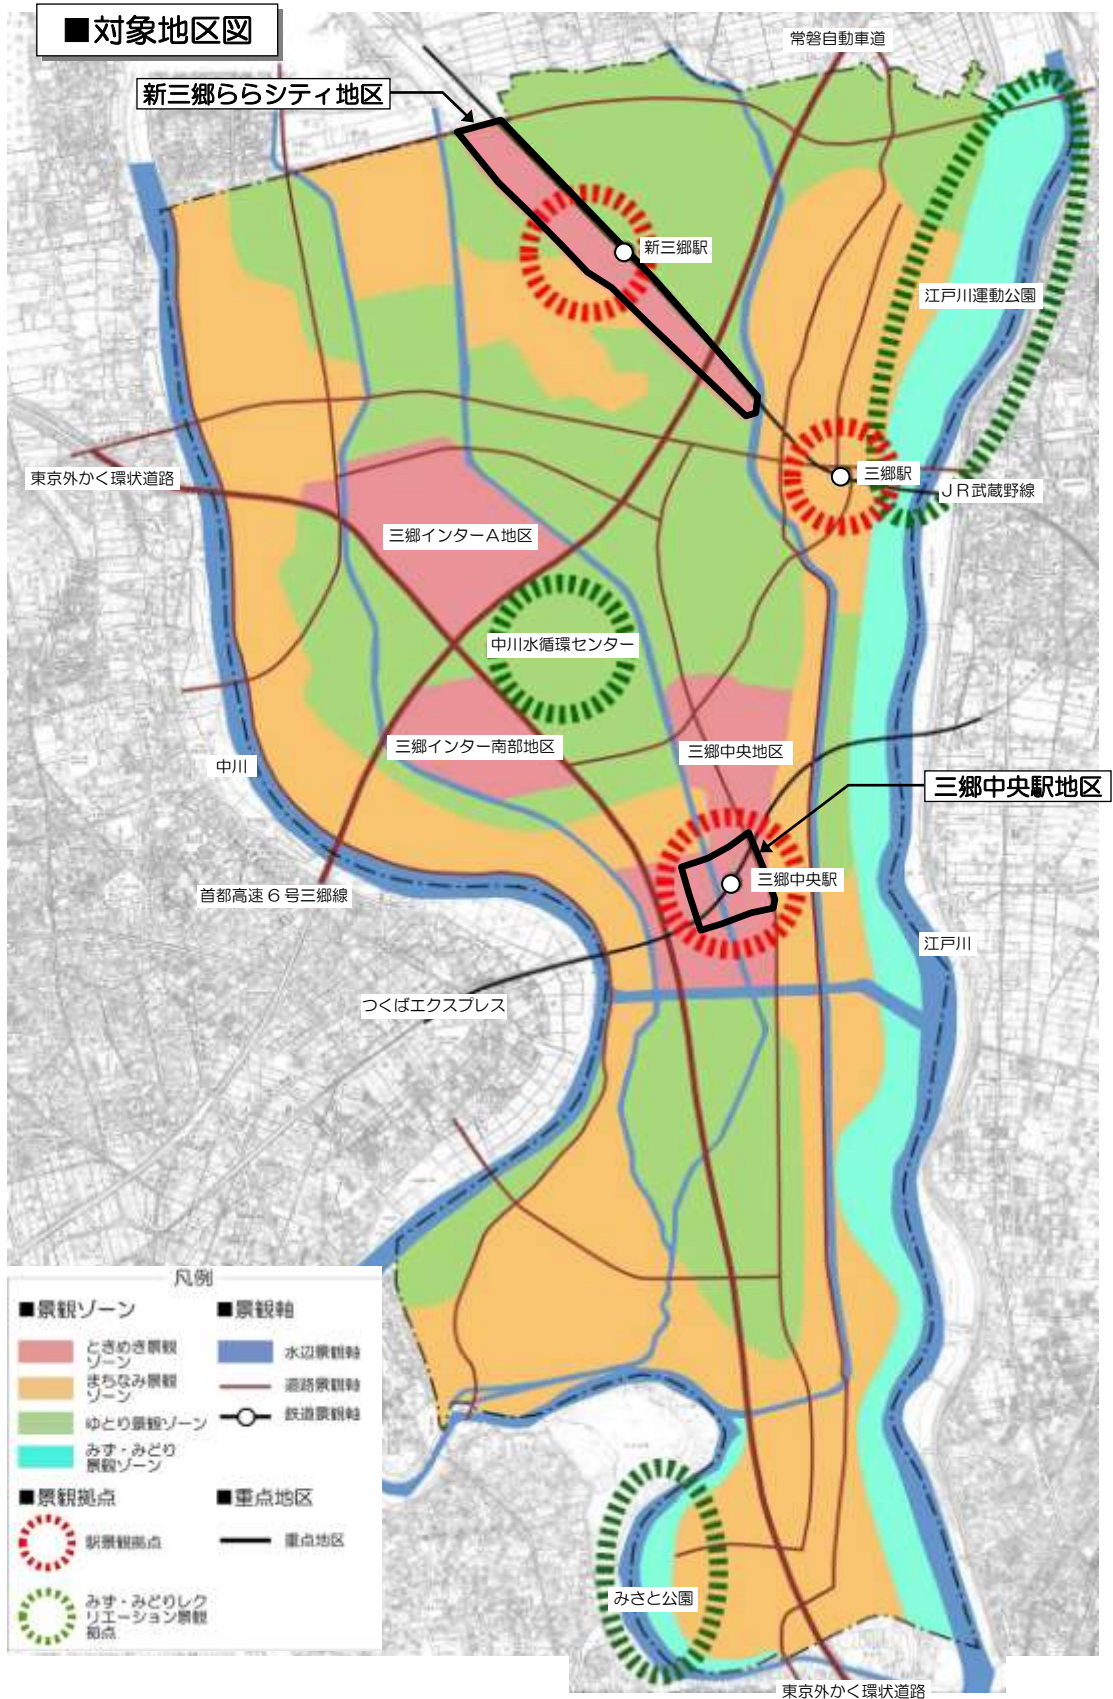 ■対象地区図
常磐自動車道
新三郷ららシティ地区
新三郷駅
江戸川運動公園
三郷駅
東京外かく環状道路
JR武蔵野線
三郷インターA地区
中川水循環センター
三郷インター南部地区
三郷中央地区
中川
三郷中央駅地区
三郷中央駅
首都高速6号三郷線
江戸川
つくばエクスプレス
凡例
■景観ゾーン
ときめき景観
ゾーン
まちなみ景観
ゾーン
ゆとり景観ゾーン
みず・みどり
景観ゾーン
■景観軸
水辺景観軸
道路景観軸
鉄道景観軸
■景観拠点
駅景観拠点
みず・みどりレク
リエーション景観
拠点
■重点地区
重点地区
みさと公園
東京外かく環状道路